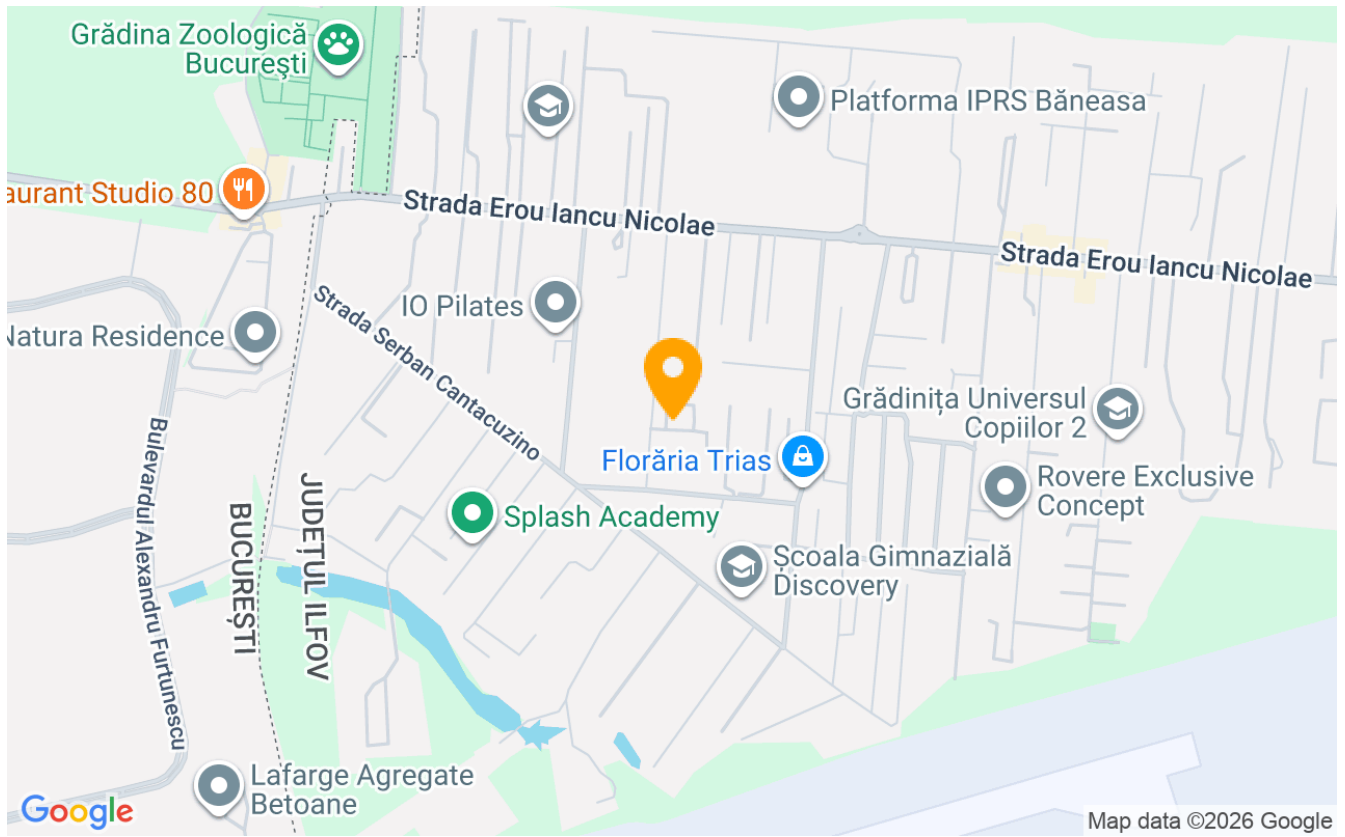 Grădina Zoologică
Bucureşti
Platforma IPRS Băneasa
aurant Studio 80
Strada Erou Iancu Nicolae
Strada Erou Iancu Nicolae
IO Pilates
Strada Serban Cantacuzino
Natura Residence
Grădinița Universul
Copiilor 2
Florăria Trias
Rovere Exclusive
Concept
Splash Academy
Școala Gimnazială
Discovery
Bulevardul Alexandru Furtunescu
BUCUREȘTI
JUDEȚUL ILFOV
Lafarge Agregate
Betoane
Google
Map data ©2026 Google